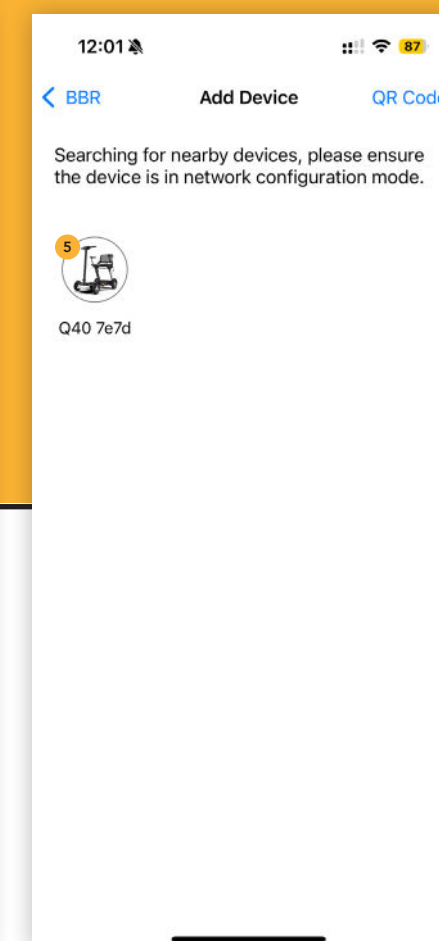 12:01
87
BBR
Add Device
QR Code
Searching for nearby devices, please ensure
the device is in network configuration mode.
5
Q40 7e7d